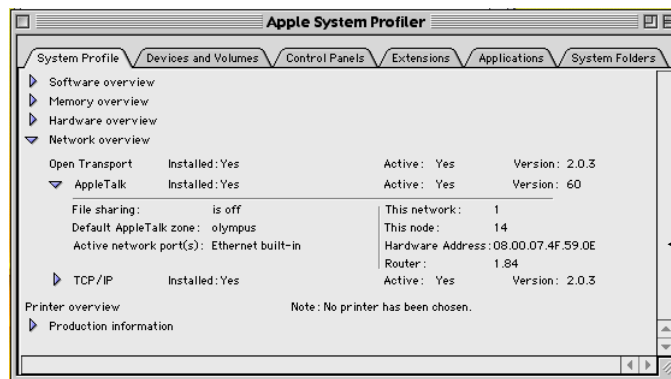 Apple System Profiler
System Profile Devices and Volumes Control Panels Extensions Applications System Folders
Software overview
Memory overview
Hardware overview
Network overview
Open Transport Installed: Yes Active: Yes Version: 2.0.3
AppleTalk Installed: Yes Active: Yes Version: 60
File sharing: is off This network: 1
Default AppleTalk zone: olympus This node: 14
Active network port(s): Ethernet built-in Hardware Address: 08.00.07.4F.59.0E
Router: 1.84
TCP/IP Installed: Yes Active: Yes Version: 2.0.3
Printer overview Note: No printer has been chosen.
Production information